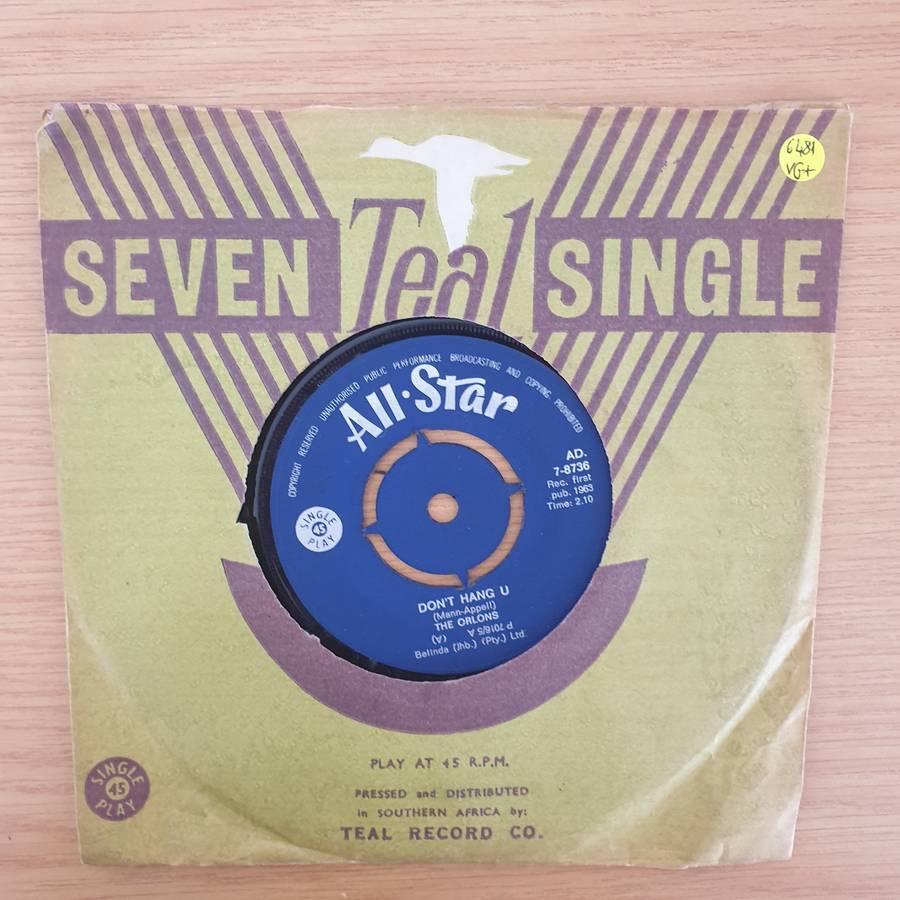 6481
VG+
SEVEN Teal SINGLE
COPYRIGHT RESERVED UNAUTHORISED PUBLIC PERFORMANCE BROADCASTING AND COPYING PROHIBITED
All·Star
AD.
7-8736
Rec. first
pub. 1963
Time: 2.10
SINGLE
45
PLAY
DON'T HANG U
(Mann-Appell)
THE ORLONS
P 7016/5 A (A)
Belinda (Jhb.) (Pty.) Ltd.
PLAY AT 45 R.P.M.
PRESSED and DISTRIBUTED
in SOUTHERN AFRICA by:
TEAL RECORD CO.
SINGLE
45
PLAY